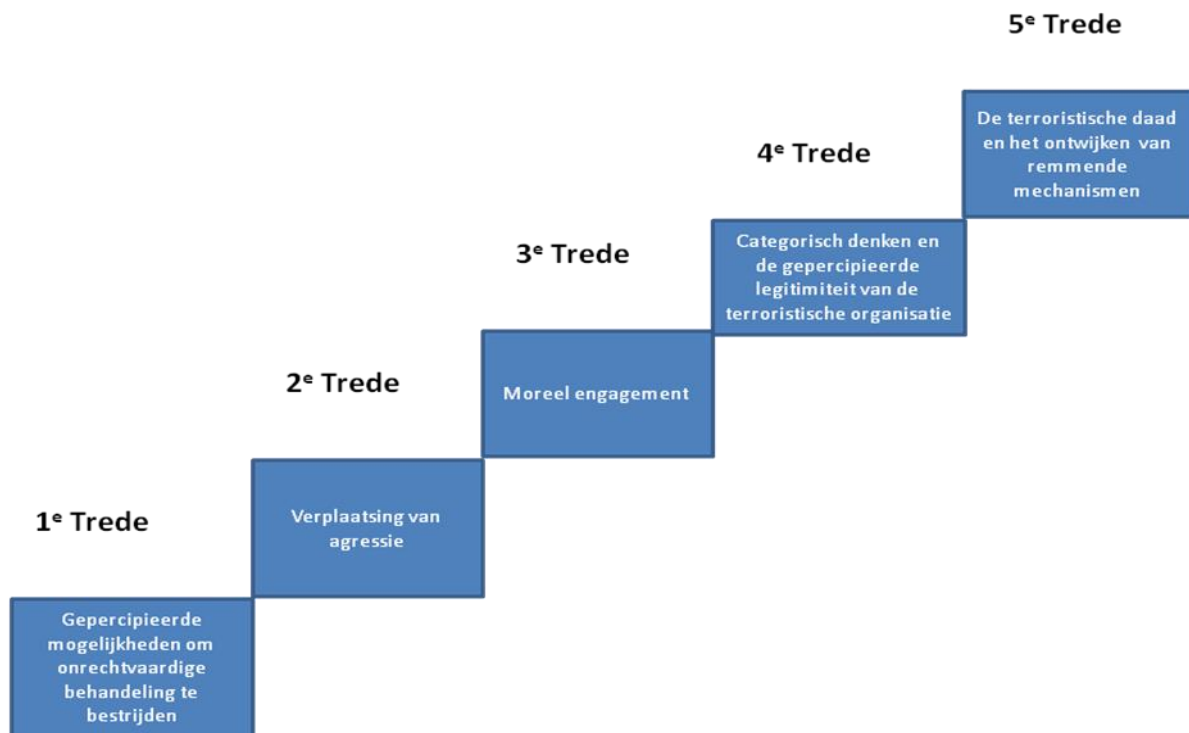 1e Trede
Gepercipieerde
mogelijkheden om
onrechtvaardige
behandeling te
bestrijden
2e Trede
Verplaatsing van
agressie
3e Trede
Moreel engagement
4e Trede
Categorisch denken en
de gepercipieerde
legitimiteit van de
terroristische organisatie
5e Trede
De terroristische daad
en het ontwijken van
remmende
mechanismen